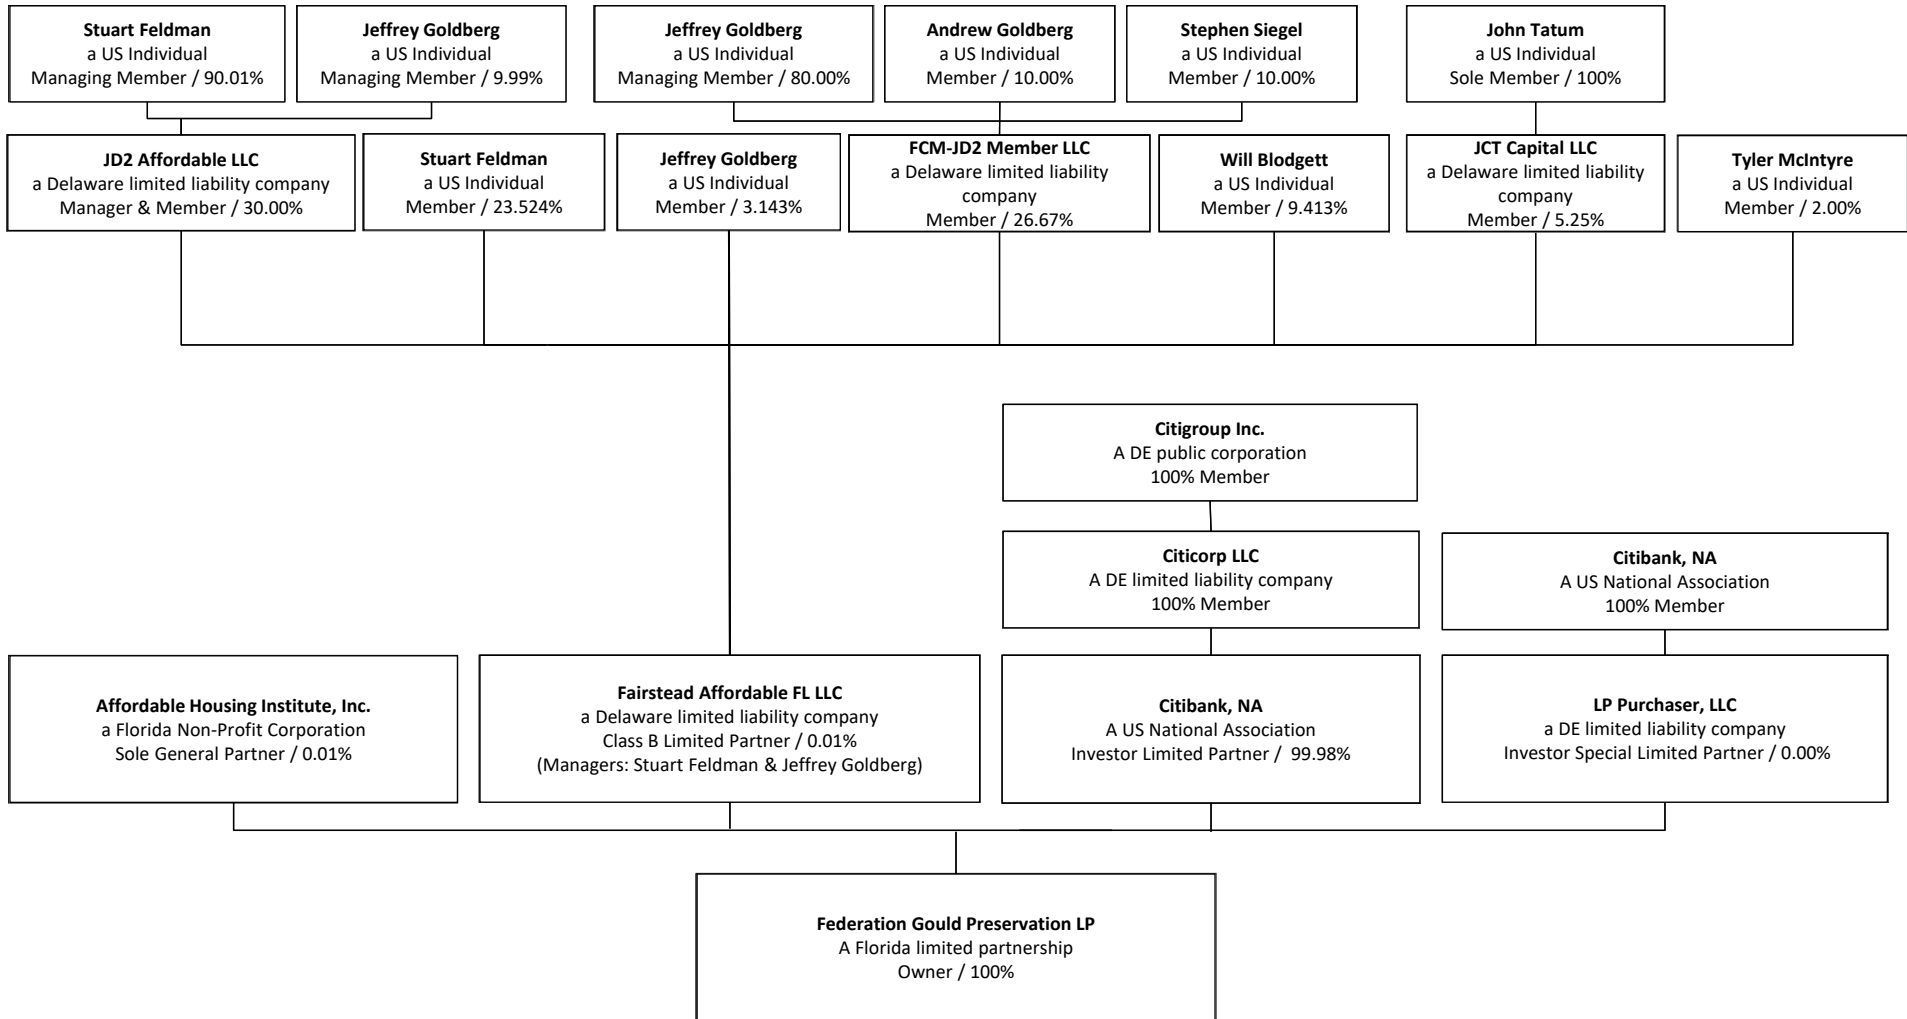 Stuart Feldman
a US Individual
Managing Member / 90.01%
Jeffrey Goldberg
a US Individual
Managing Member / 9.99%
Jeffrey Goldberg
a US Individual
Managing Member / 80.00%
Andrew Goldberg
a US Individual
Member / 10.00%
Stephen Siegel
a US Individual
Member / 10.00%
John Tatum
a US Individual
Sole Member / 100%
JD2 Affordable LLC
a Delaware limited liability company
Manager & Member / 30.00%
Stuart Feldman
a US Individual
Member / 23.524%
Jeffrey Goldberg
a US Individual
Member / 3.143%
FCM-JD2 Member LLC
a Delaware limited liability
company
Member / 26.67%
Will Blodgett
a US Individual
Member / 9.413%
JCT Capital LLC
a Delaware limited liability
company
Member / 5.25%
Tyler McIntyre
a US Individual
Member / 2.00%
Citigroup Inc.
A DE public corporation
100% Member
Citicorp LLC
A DE limited liability company
100% Member
Citibank, NA
A US National Association
100% Member
Affordable Housing Institute, Inc.
a Florida Non-Profit Corporation
Sole General Partner / 0.01%
Fairstead Affordable FL LLC
a Delaware limited liability company
Class B Limited Partner / 0.01%
(Managers: Stuart Feldman & Jeffrey Goldberg)
Citibank, NA
A US National Association
Investor Limited Partner / 99.98%
LP Purchaser, LLC
a DE limited liability company
Investor Special Limited Partner / 0.00%
Federation Gould Preservation LP
A Florida limited partnership
Owner / 100%